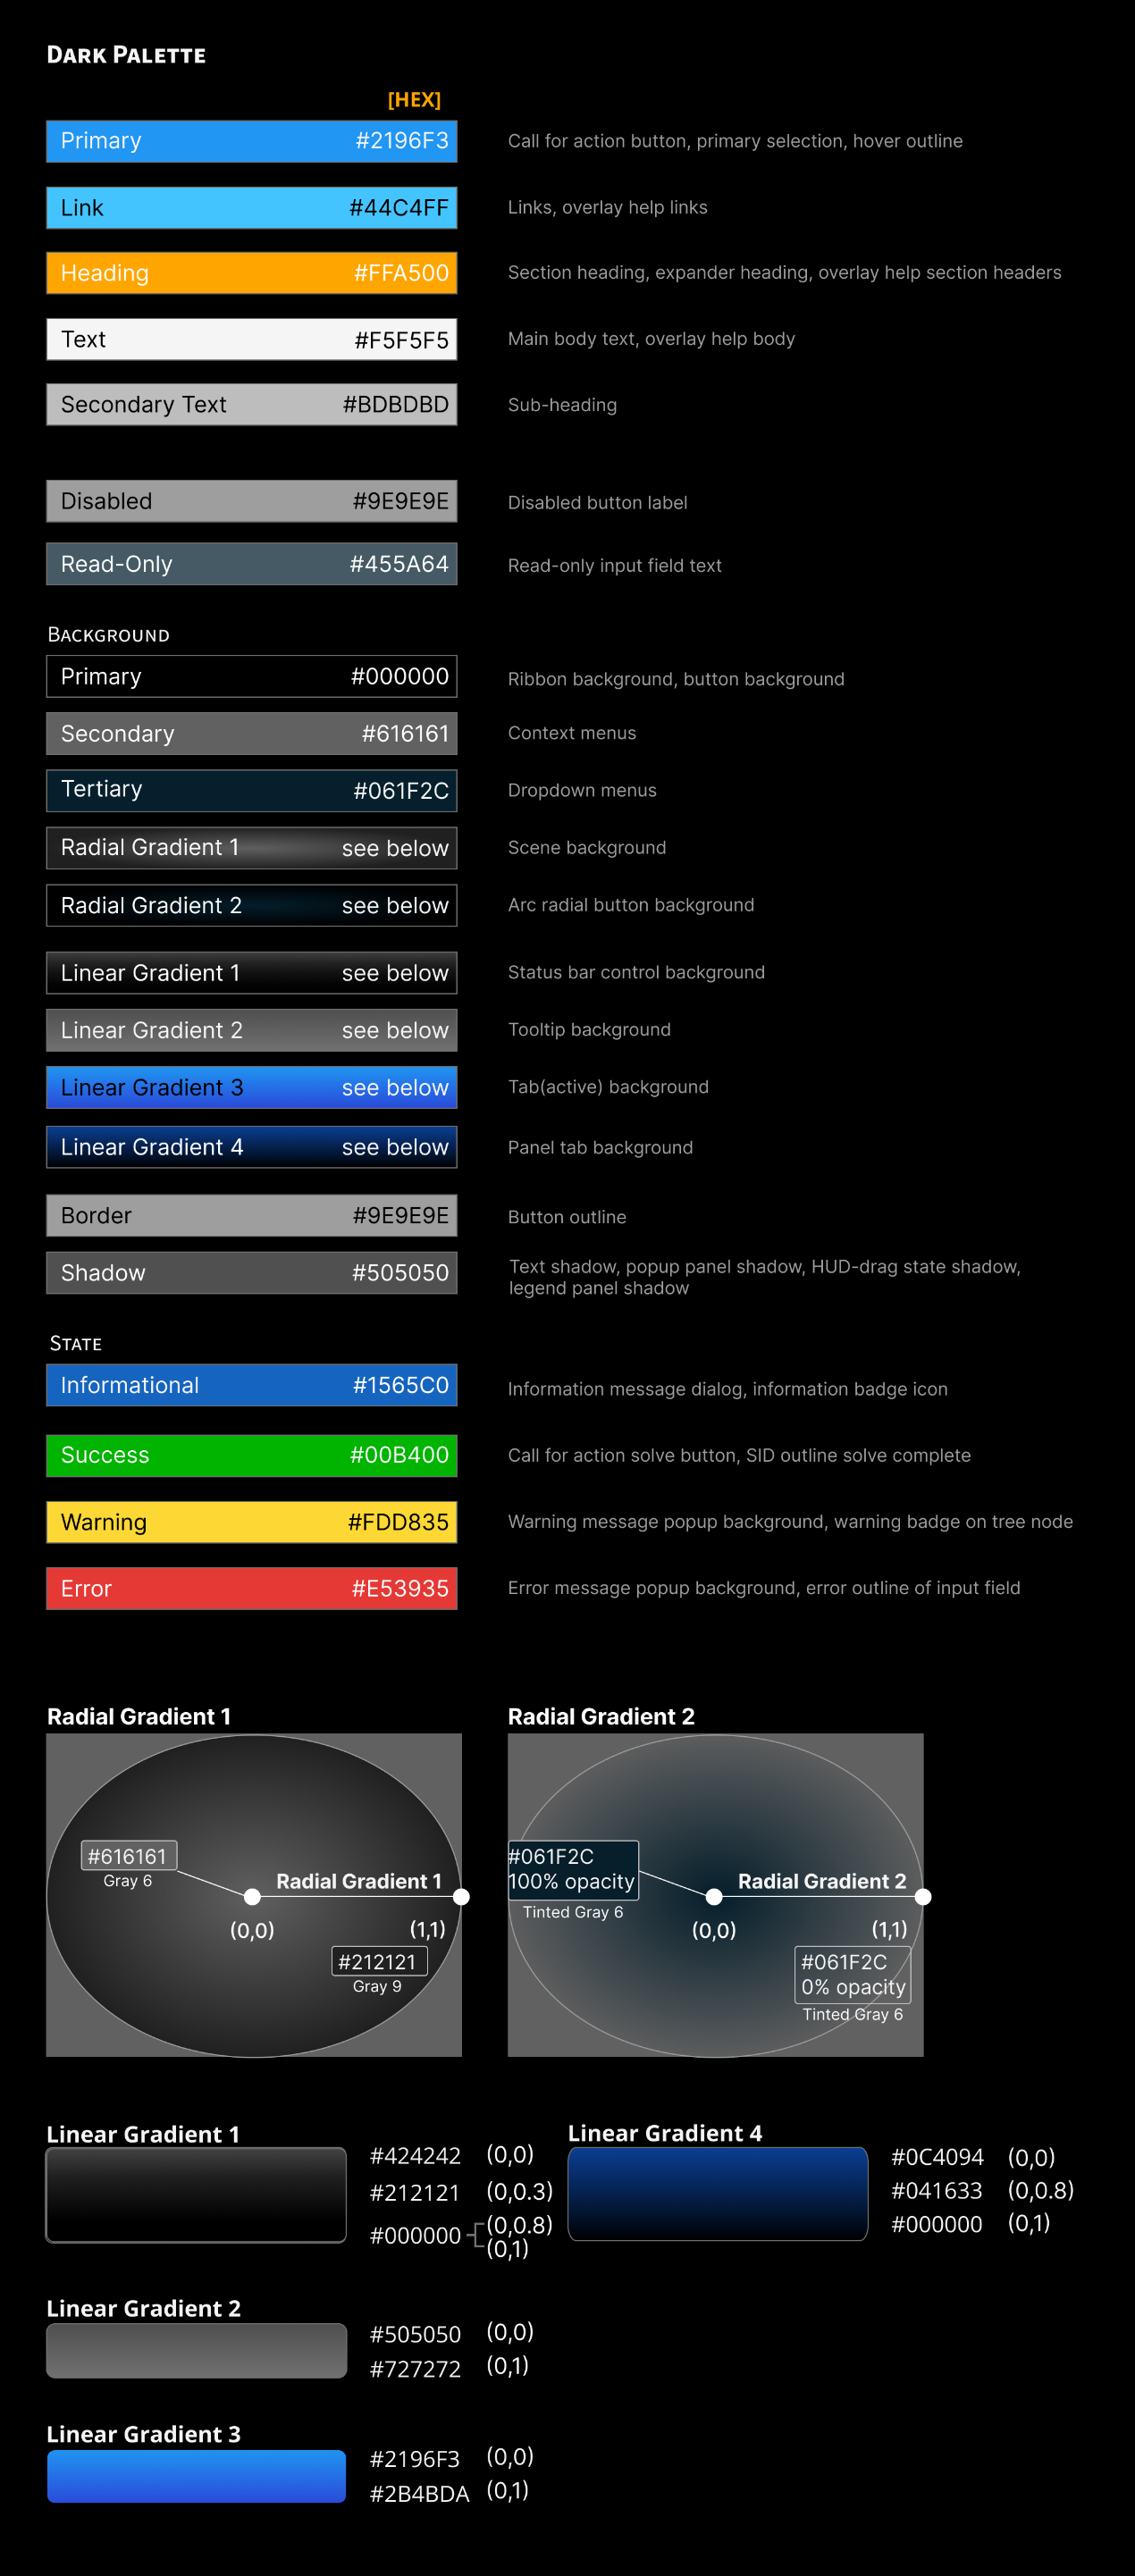 Dark Palette
[HEX]
Primary #2196F3 Call for action button, primary selection, hover outline
Link #44C4FF Links, overlay help links
Heading #FFA500 Section heading, expander heading, overlay help section headers
Text #F5F5F5 Main body text, overlay help body
Secondary Text #BDBDBD Sub-heading
Disabled #9E9E9E Disabled button label
Read-Only #455A64 Read-only input field text
Background
Primary #000000 Ribbon background, button background
Secondary #616161 Context menus
Tertiary #061F2C Dropdown menus
Radial Gradient 1 see below Scene background
Radial Gradient 2 see below Arc radial button background
Linear Gradient 1 see below Status bar control background
Linear Gradient 2 see below Tooltip background
Linear Gradient 3 see below Tab(active) background
Linear Gradient 4 see below Panel tab background
Border #9E9E9E Button outline
Shadow #505050 Text shadow, popup panel shadow, HUD-drag state shadow,
legend panel shadow
State
Informational #1565C0 Information message dialog, information badge icon
Success #00B400 Call for action solve button, SID outline solve complete
Warning #FDD835 Warning message popup background, warning badge on tree node
Error #E53935 Error message popup background, error outline of input field
Radial Gradient 1
#616161
Gray 6
Radial Gradient 1
(0,0) (1,1)
#212121
Gray 9
Radial Gradient 2
#061F2C
100% opacity
Tinted Gray 6
Radial Gradient 2
(0,0) (1,1)
#061F2C
0% opacity
Tinted Gray 6
Linear Gradient 1
#424242 (0,0)
#212121 (0,0.3)
#000000 (0,0.8)
(0,1)
Linear Gradient 4
#0C4094 (0,0)
#041633 (0,0.8)
#000000 (0,1)
Linear Gradient 2
#505050 (0,0)
#727272 (0,1)
Linear Gradient 3
#2196F3 (0,0)
#2B4BDA (0,1)